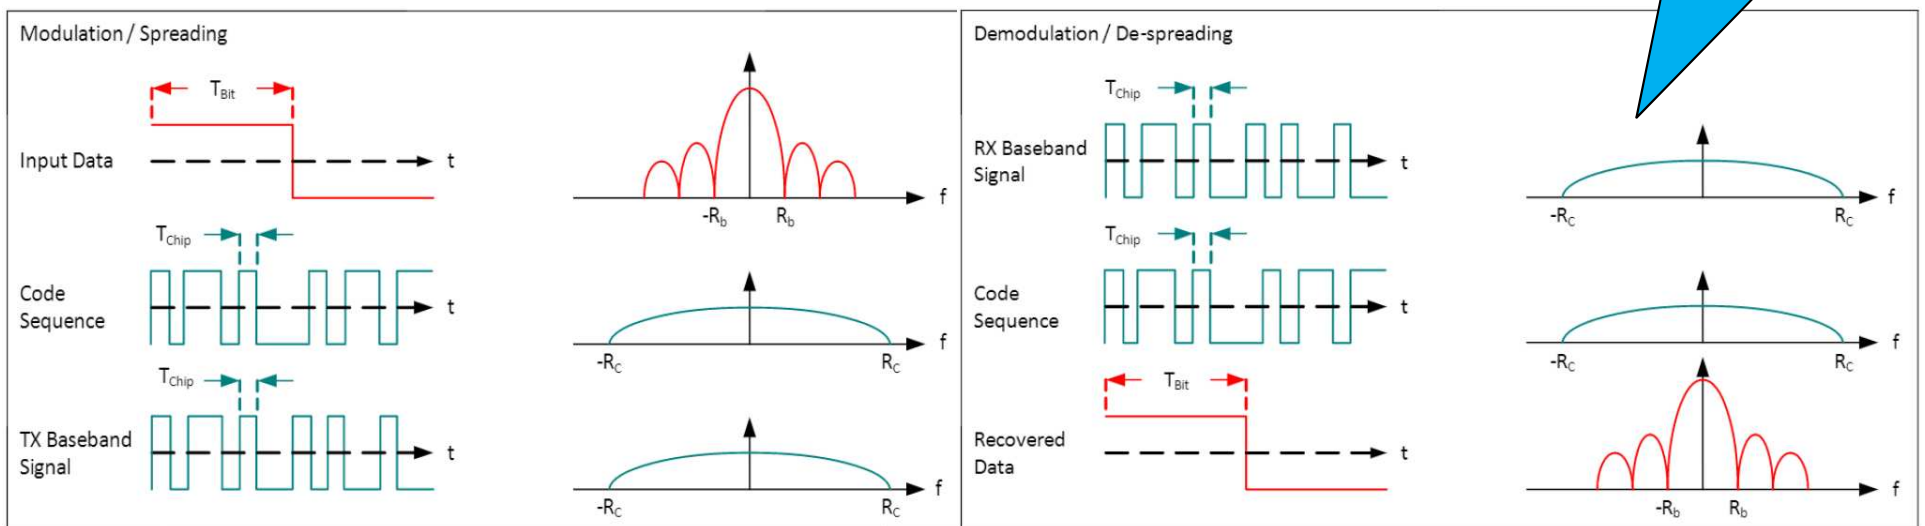 Modulation / Spreading
T_Bit
Input Data
t
f
-R_b
R_b
T_Chip
Code
Sequence
t
f
-R_C
R_C
T_Chip
TX Baseband
Signal
t
f
-R_C
R_C
Demodulation / De-spreading
T_Chip
RX Baseband
Signal
t
f
-R_C
R_C
T_Chip
Code
Sequence
t
f
-R_C
R_C
T_Bit
Recovered
Data
t
f
-R_b
R_b